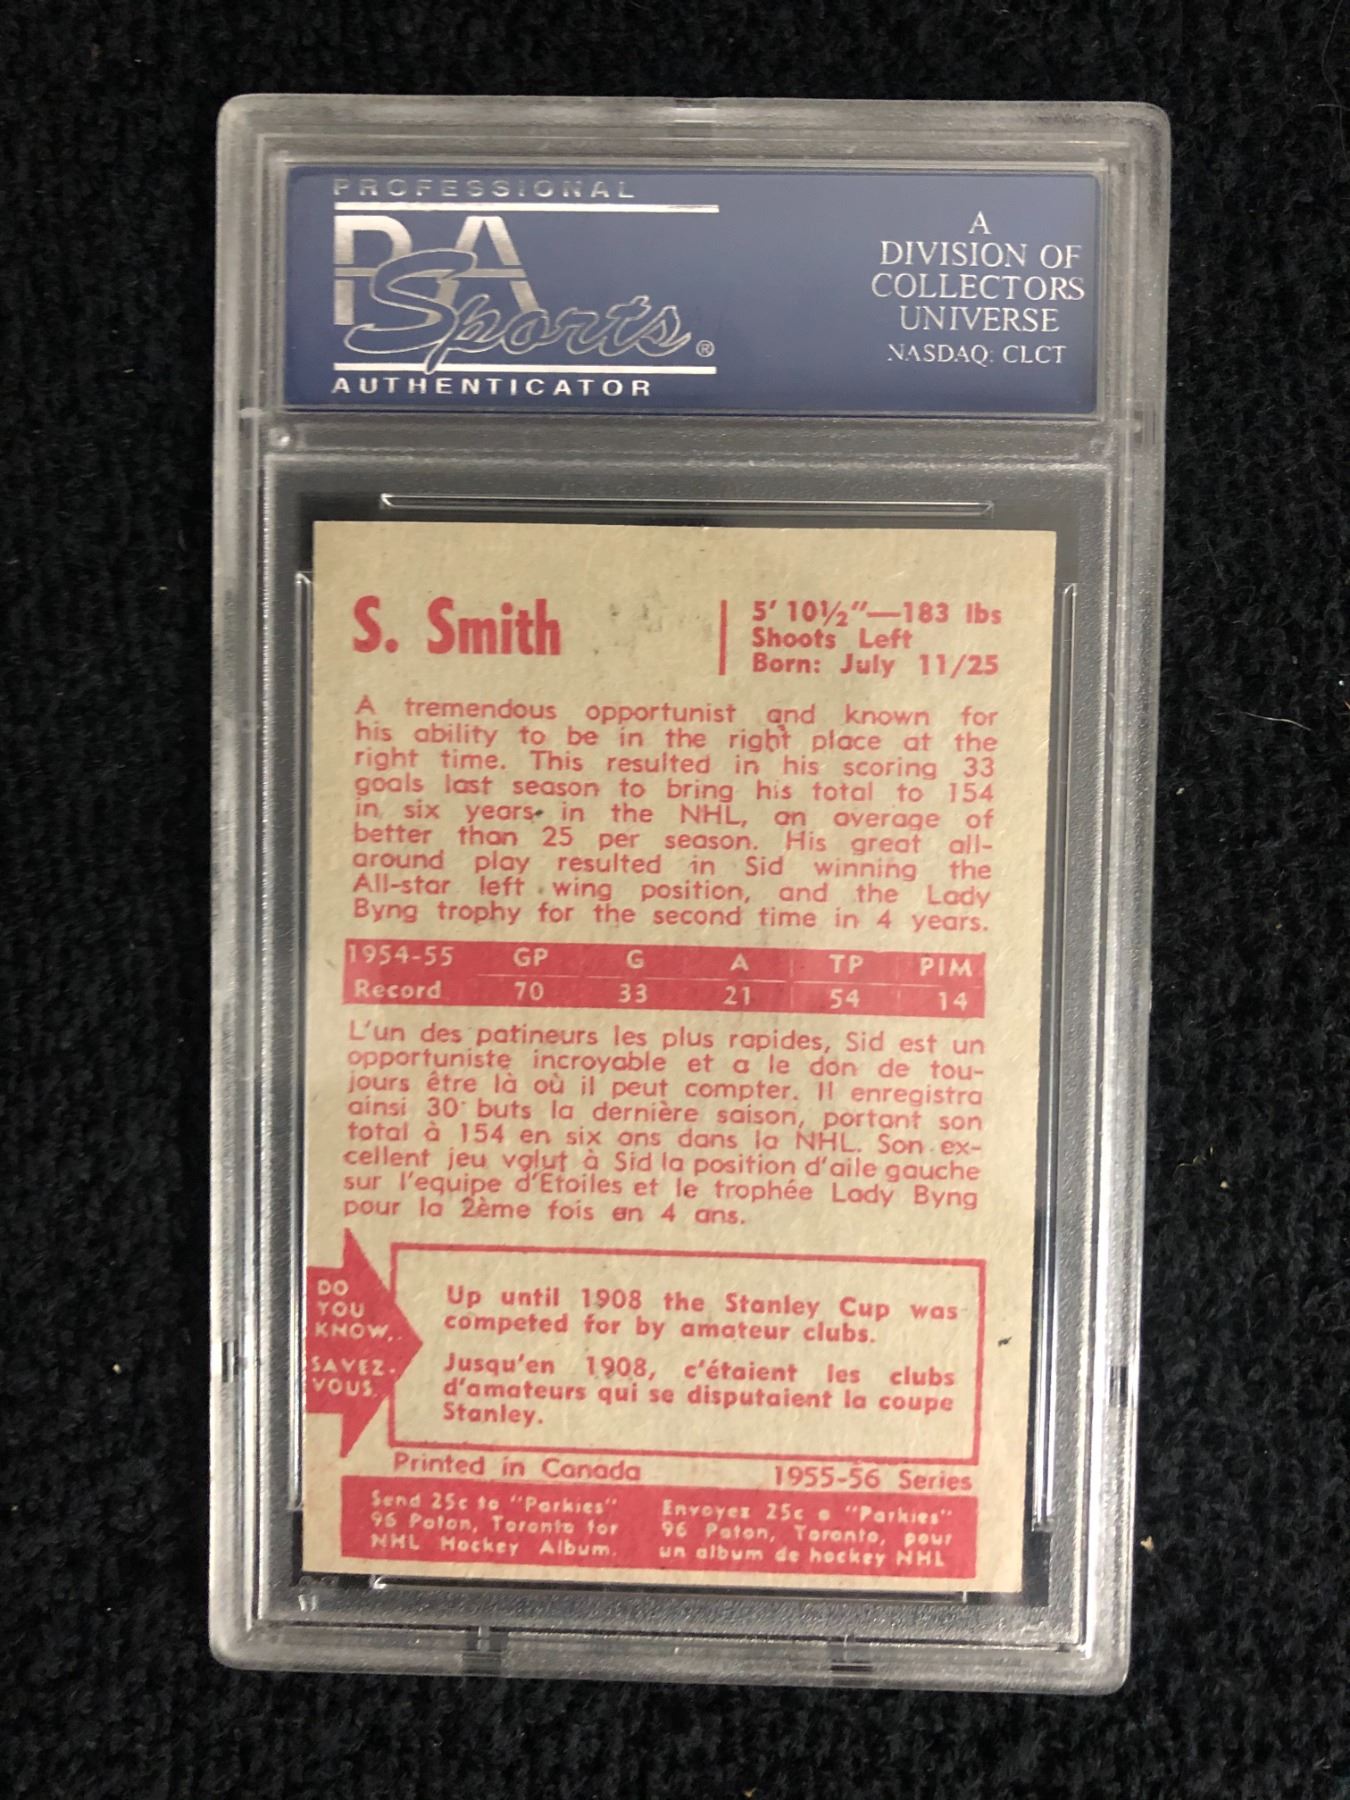 PROFESSIONAL
PSA
Sports®
AUTHENTICATOR
A
DIVISION OF
COLLECTORS
UNIVERSE
NASDAQ: CLCT
S. Smith
5' 10½"—183 lbs
Shoots Left
Born: July 11/25
A tremendous opportunist and known for
his ability to be in the right place at the
right time. This resulted in his scoring 33
goals last season to bring his total to 154
in six years in the NHL, an average of
better than 25 per season. His great all-
around play resulted in Sid winning the
All-star left wing position, and the Lady
Byng trophy for the second time in 4 years.
1954-55 GP G A TP PIM
Record 70 33 21 54 14
L'un des patineurs les plus rapides, Sid est un
opportuniste incroyable et a le don de tou-
jours être là où il peut compter. Il enregistra
ainsi 30 buts la dernière saison, portant son
total à 154 en six ans dans la NHL. Son ex-
cellent jeu valut à Sid la position d'aile gauche
sur l'equipe d'Etoiles et le trophée Lady Byng
pour la 2ème fois en 4 ans.
DO
YOU
KNOW..
SAVEZ-
VOUS
Up until 1908 the Stanley Cup was
competed for by amateur clubs.
Jusqu'en 1908, c'étaient les clubs
d'amateurs qui se disputaient la coupe
Stanley.
Printed in Canada 1955-56 Series
Send 25c to "Parkies"
96 Paton, Toronto for
NHL Hockey Album.
Envoyez 25c a "Parkies"
96 Paton, Toronto, pour
un album de hockey NHL